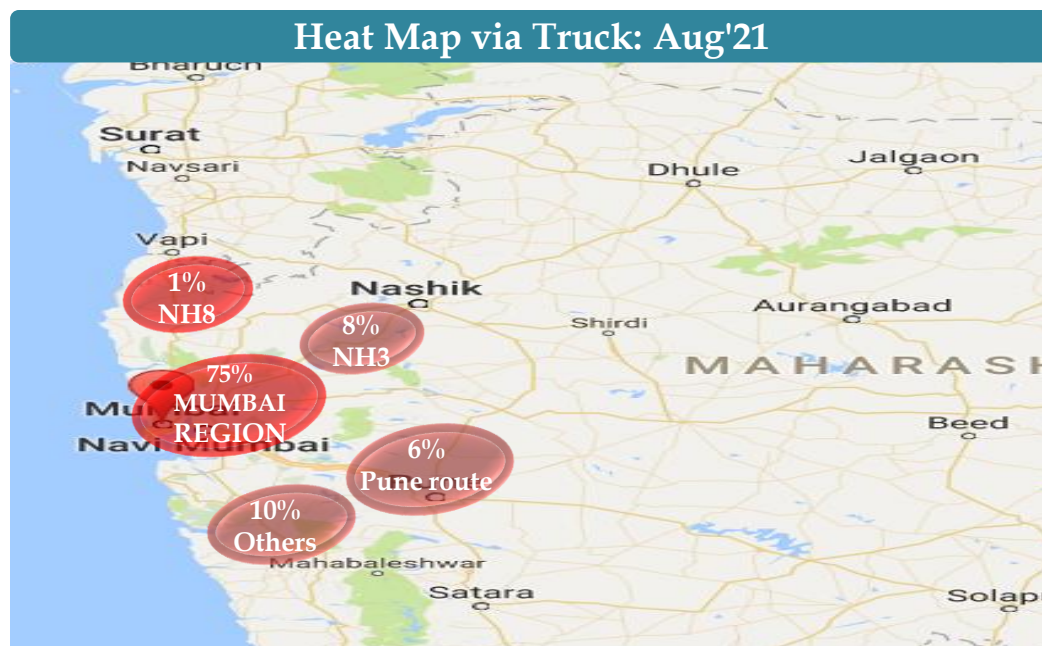 Heat Map via Truck: Aug'21
Bharuch
Surat
Navsari
Dhule
Jalgaon
Vapi
1%
NH8
Nashik
8%
NH3
Shirdi
Aurangabad
MAHARASH
75%
MUMBAI
REGION
Mumbai
Navi Mumbai
Beed
6%
Pune route
10%
Others
Mahabaleshwar
Satara
Solap